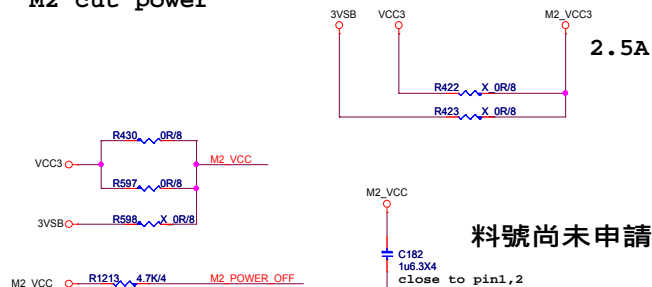 M2 cut power
3VSB VCC3 M2_VCC3
2.5A
R422 X_0R/8
R423 X_0R/8
R430 0R/8
VCC3 M2_VCC
R597 0R/8
3VSB R598 X_0R/8
M2_VCC
料號尚未申請
C182
1u6.3X4
close to pin1,2
M2_VCC R1213 4.7K/4 M2_POWER_OFF